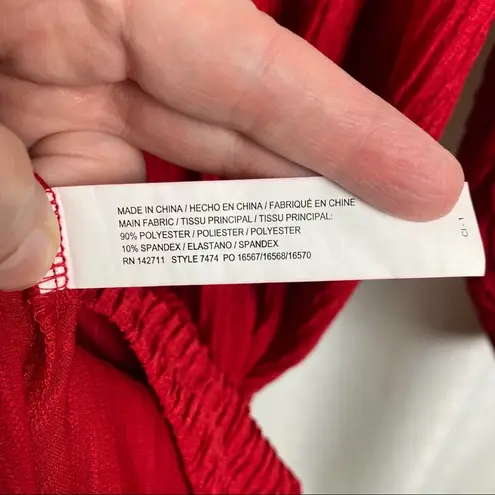 MADE IN CHINA / HECHO EN CHINA / FABRIQUÉ EN CHINE
MAIN FABRIC / TISSU PRINCIPAL / TISSU PRINCIPAL:
90% POLYESTER / POLIESTER / POLYESTER
10% SPANDEX / ELASTANO / SPANDEX
RN 142711 STYLE 7474 PO 16567/16568/16570